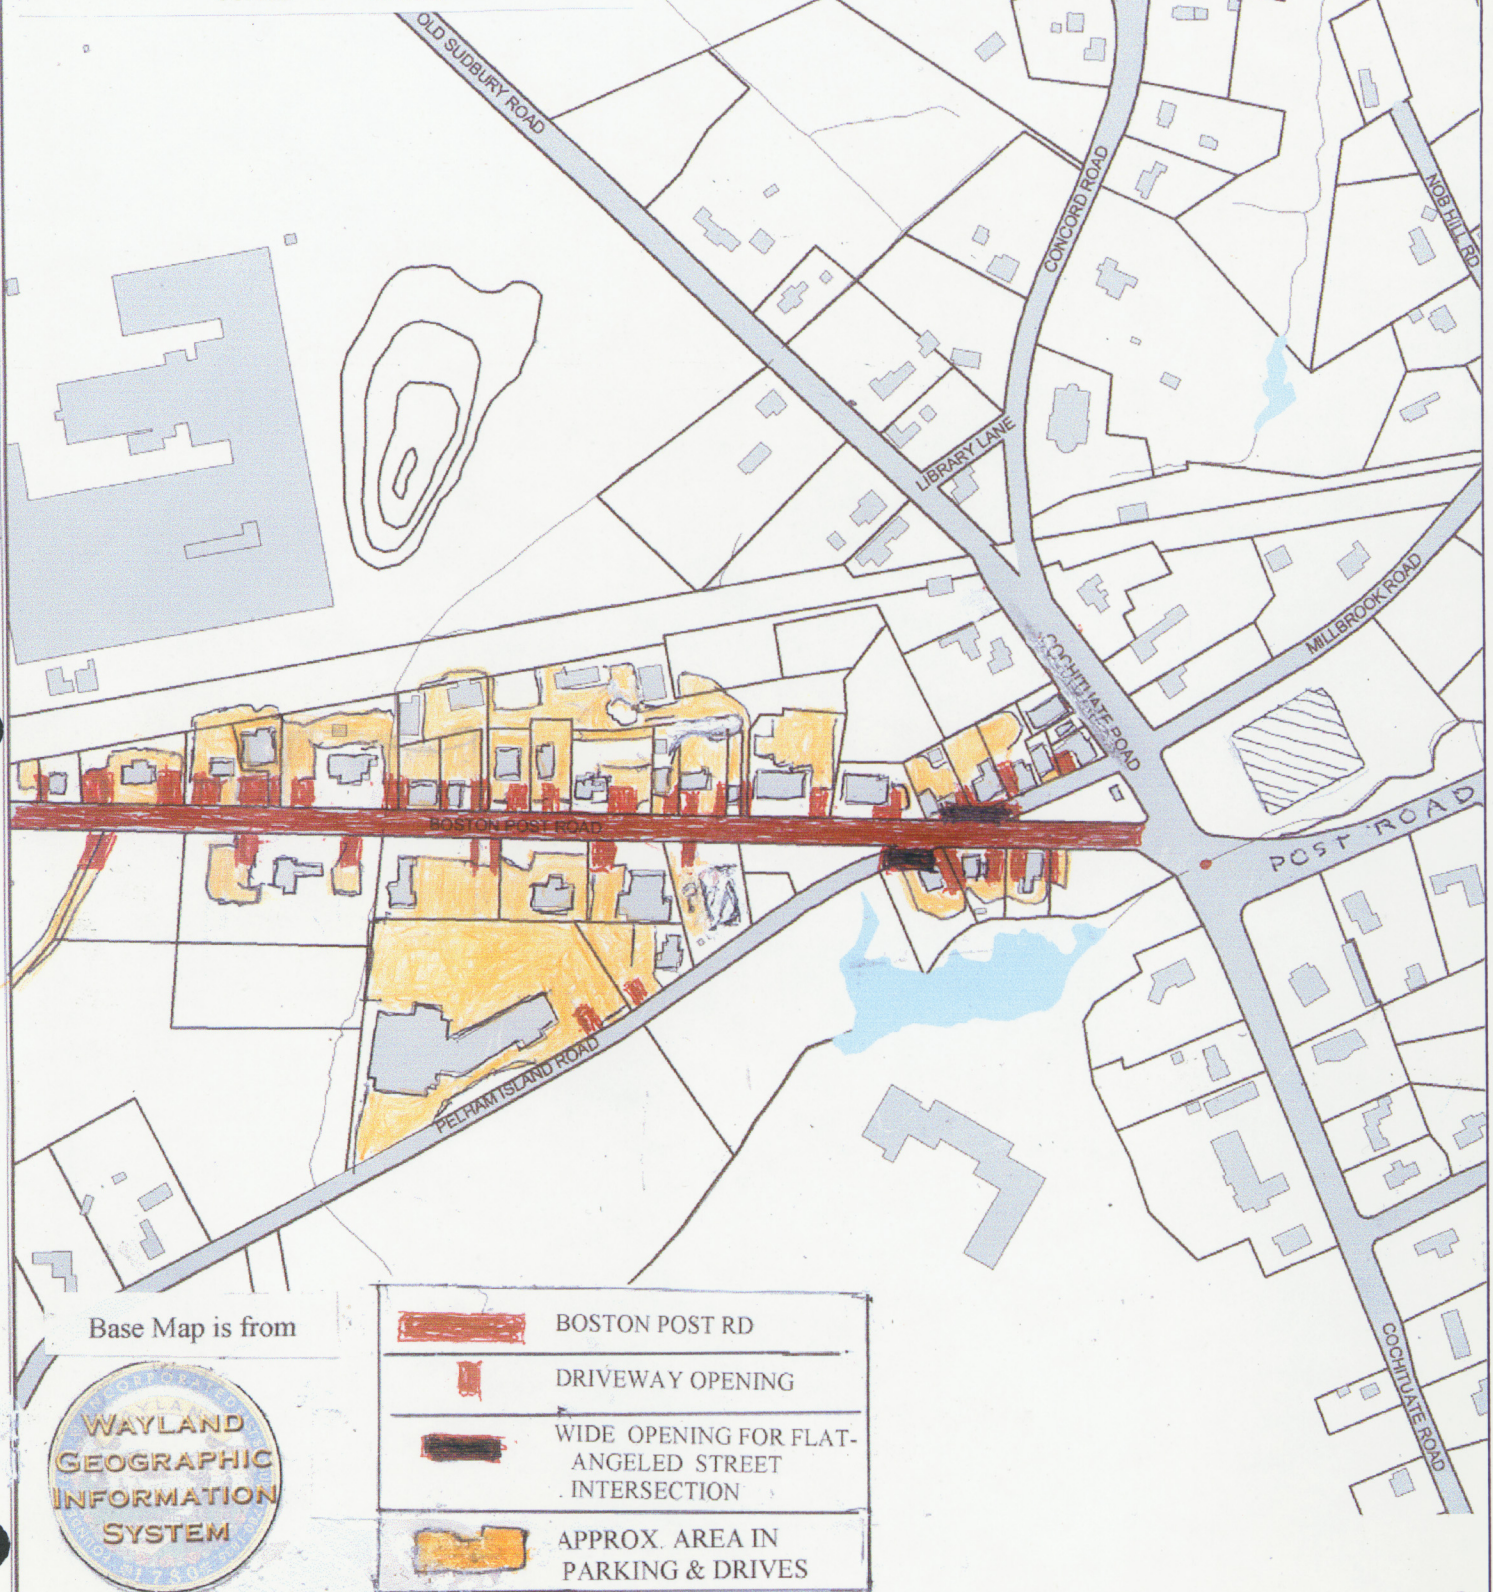 OLD SUDBURY ROAD
CONCORD ROAD
NOB HILL RD
LIBRARY LANE
COCHITUATE ROAD
MILLBROOK ROAD
BOSTON POST ROAD
POST ROAD
PELHAM ISLAND ROAD
COCHITUATE ROAD
Base Map is from
WAYLAND
GEOGRAPHIC
INFORMATION
SYSTEM
BOSTON POST RD
DRIVEWAY OPENING
WIDE OPENING FOR FLAT-
ANGELED STREET
INTERSECTION
APPROX. AREA IN
PARKING & DRIVES